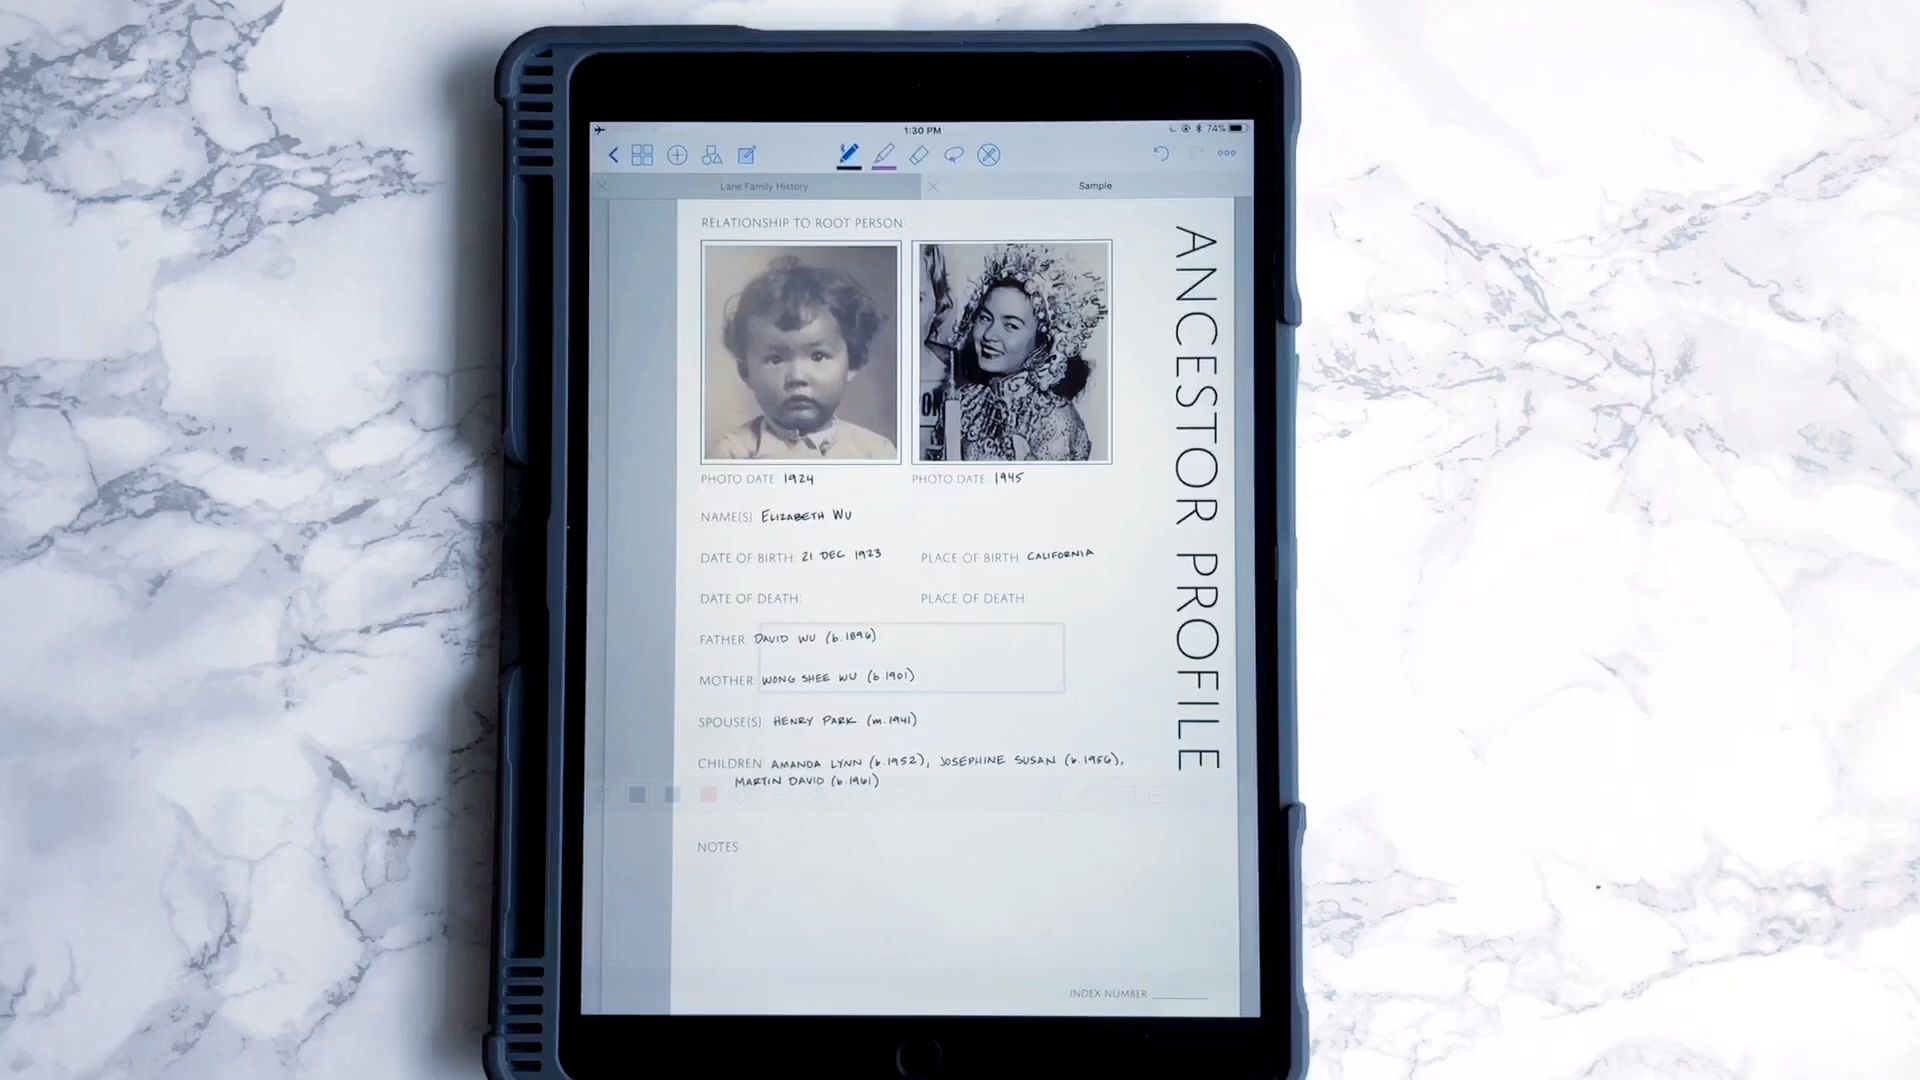 1:30 PM
74%
Lane Family History
Sample
RELATIONSHIP TO ROOT PERSON:
PHOTO DATE 1924
PHOTO DATE 1945
NAME(S) ELIZABETH WU
DATE OF BIRTH: 21 DEC 1923
PLACE OF BIRTH: CALIFORNIA
DATE OF DEATH:
PLACE OF DEATH:
FATHER: DAVID WU (b.1896)
MOTHER: WONG SHEE WU (b.1901)
SPOUSE(S): HENRY PARK (m.1941)
CHILDREN: AMANDA LYNN (b.1952), JOSEPHINE SUSAN (b.1956),
MARTIN DAVID (b.1961)
NOTES
INDEX NUMBER
ANCESTOR PROFILE